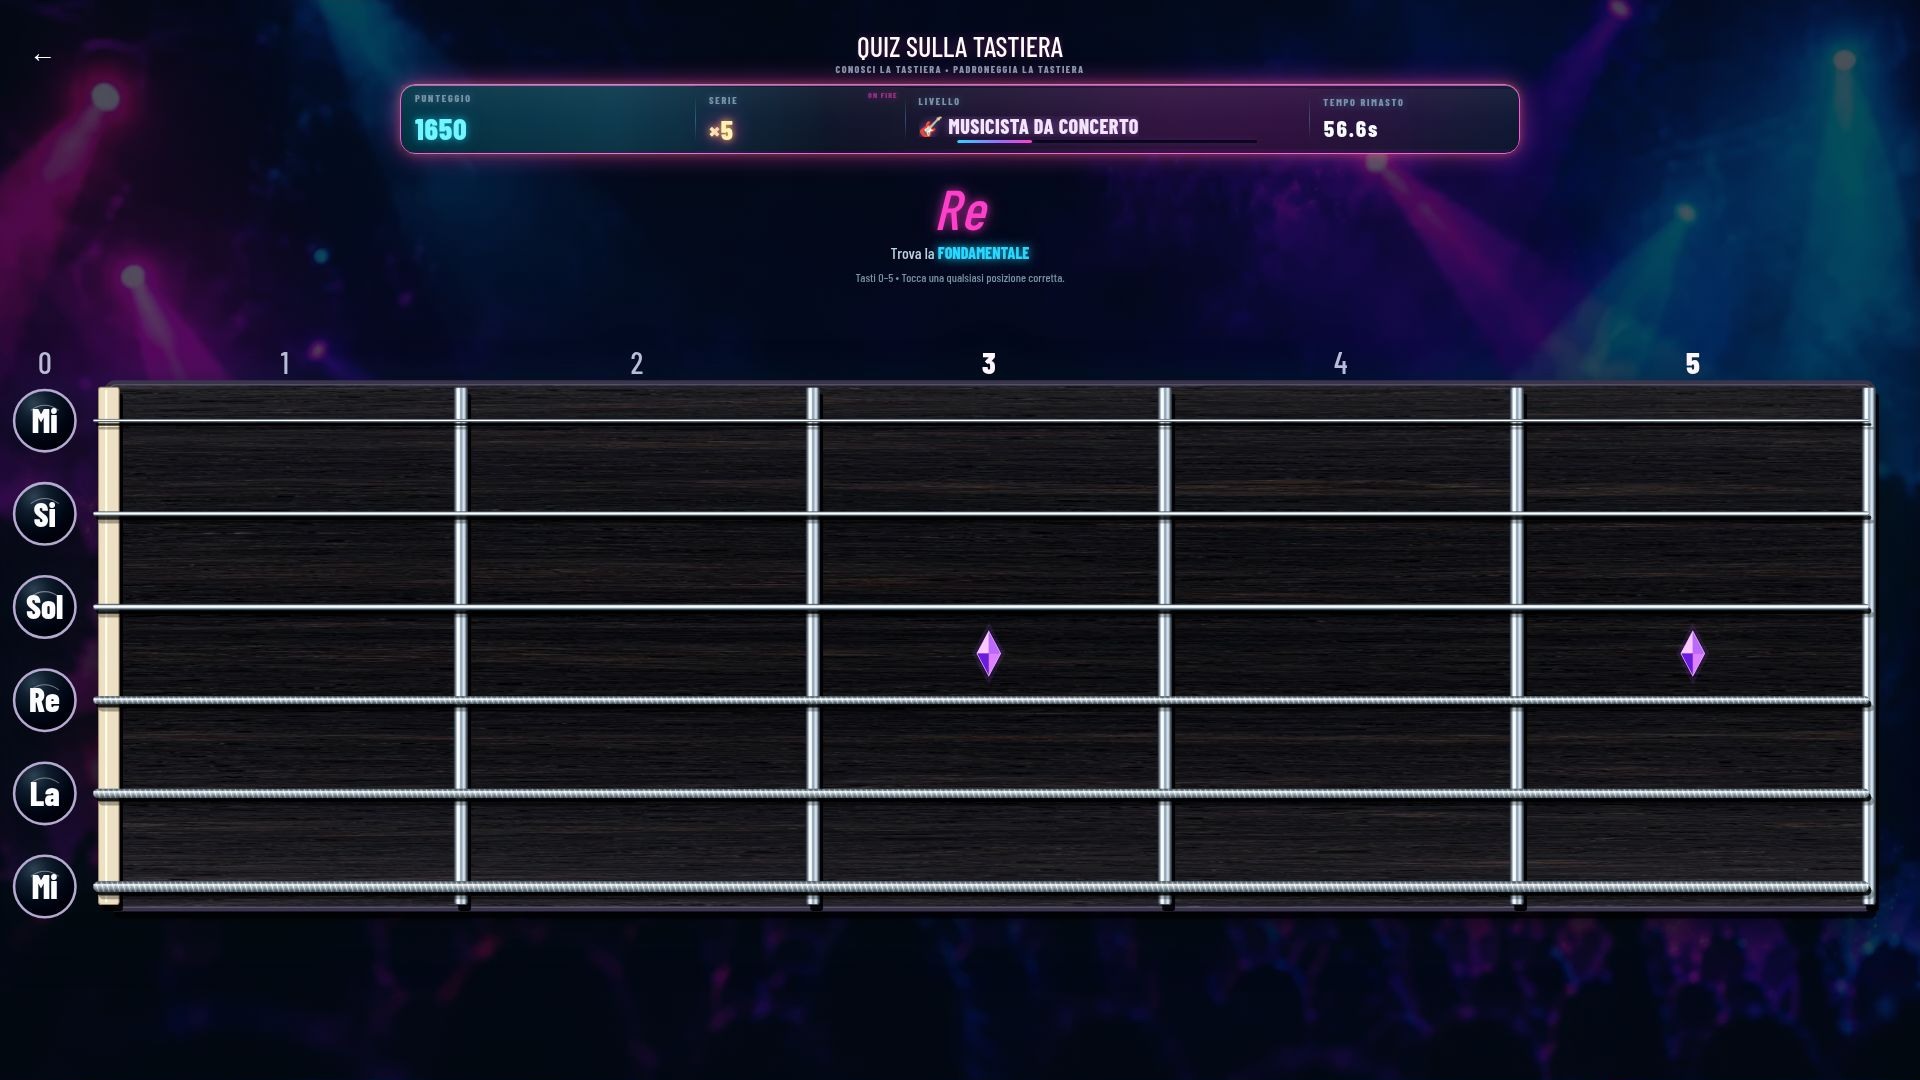 ←
QUIZ SULLA TASTIERA
CONOSCI LA TASTIERA • PADRONEGGIA LA TASTIERA
PUNTEGGIO
1650
SERIE
×5
ON FIRE
LIVELLO
🎸 MUSICISTA DA CONCERTO
TEMPO RIMASTO
56.6s
Re
Trova la FONDAMENTALE
Tasti 0–5 • Tocca una qualsiasi posizione corretta.
0 1 2 3 4 5
Mi
Si
Sol
Re
La
Mi